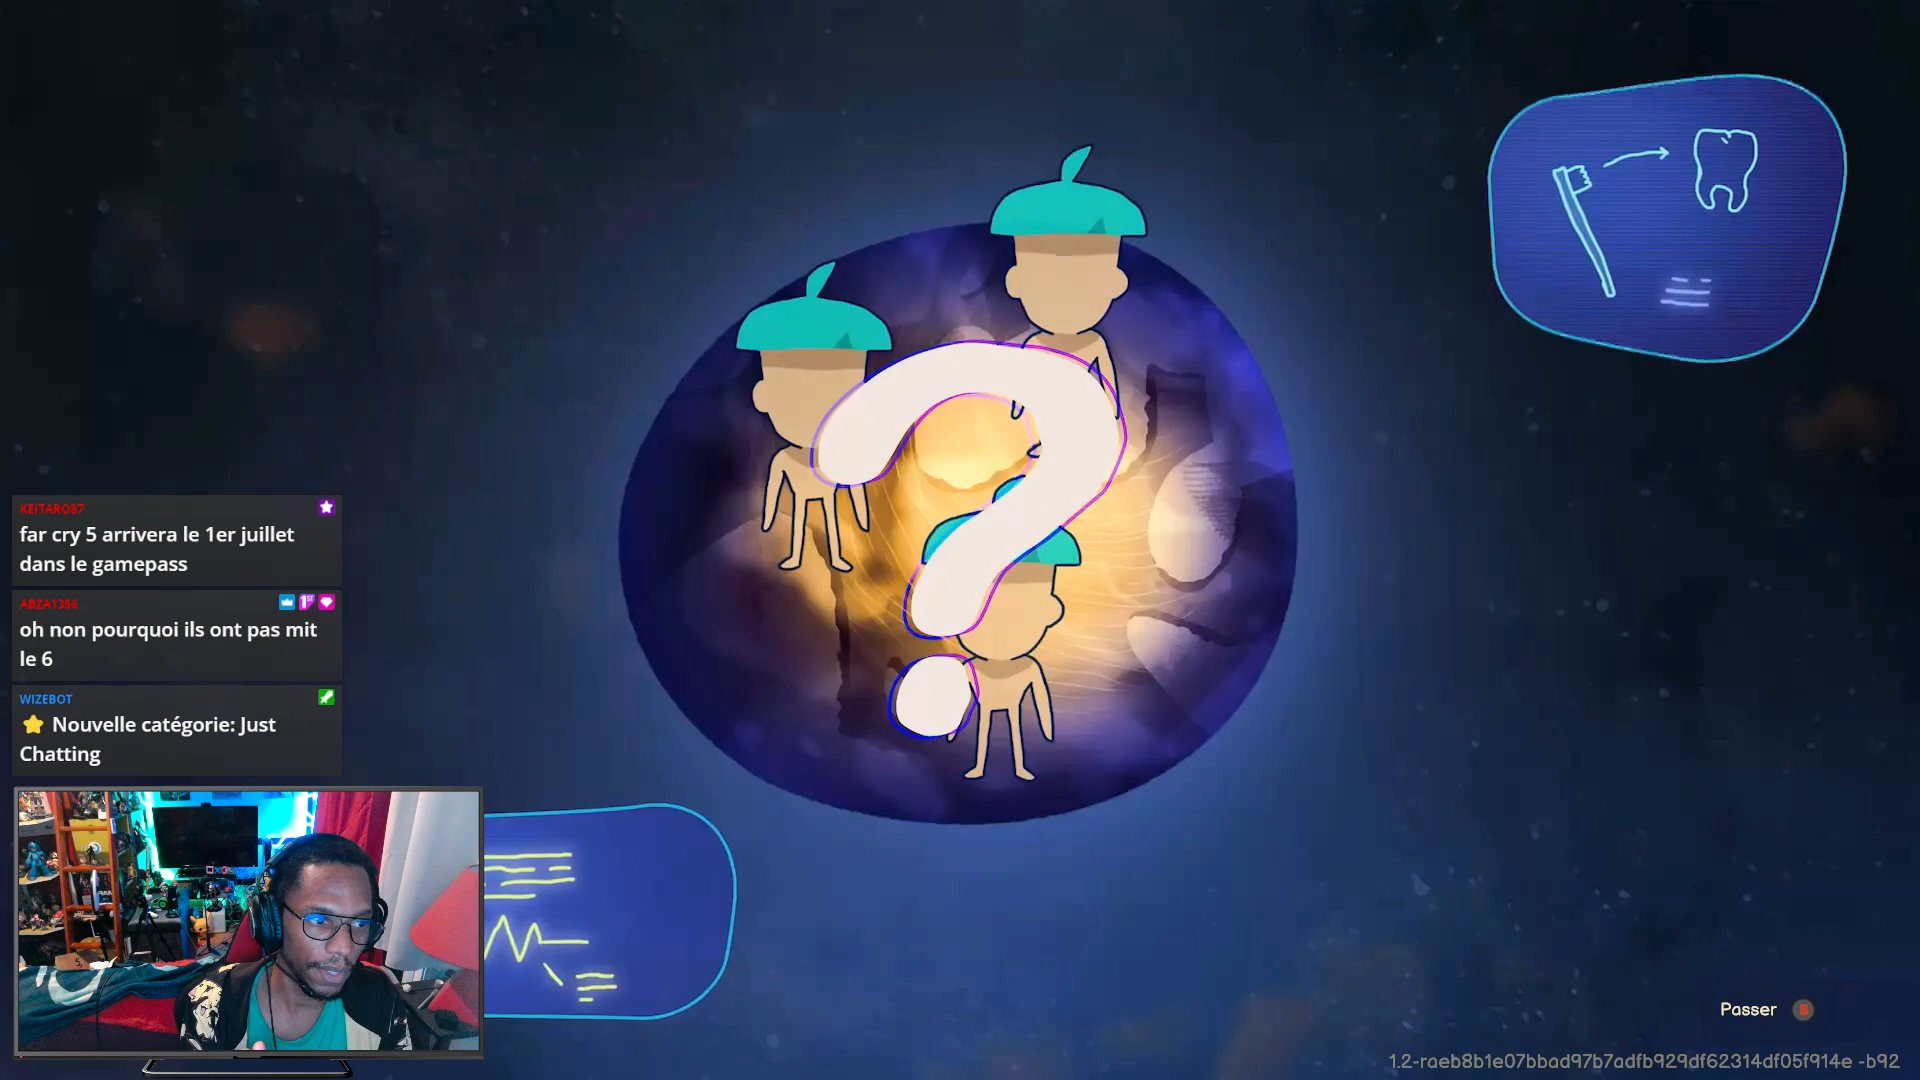 KEITARO87
far cry 5 arrivera le 1er juillet
dans le gamepass
ABZA1356
oh non pourquoi ils ont pas mit
le 6
WIZEBOT
Nouvelle catégorie: Just
Chatting
Passer B
1.2-raeb8b1e07bbad97b7adfb929df62314df05f914e -b92